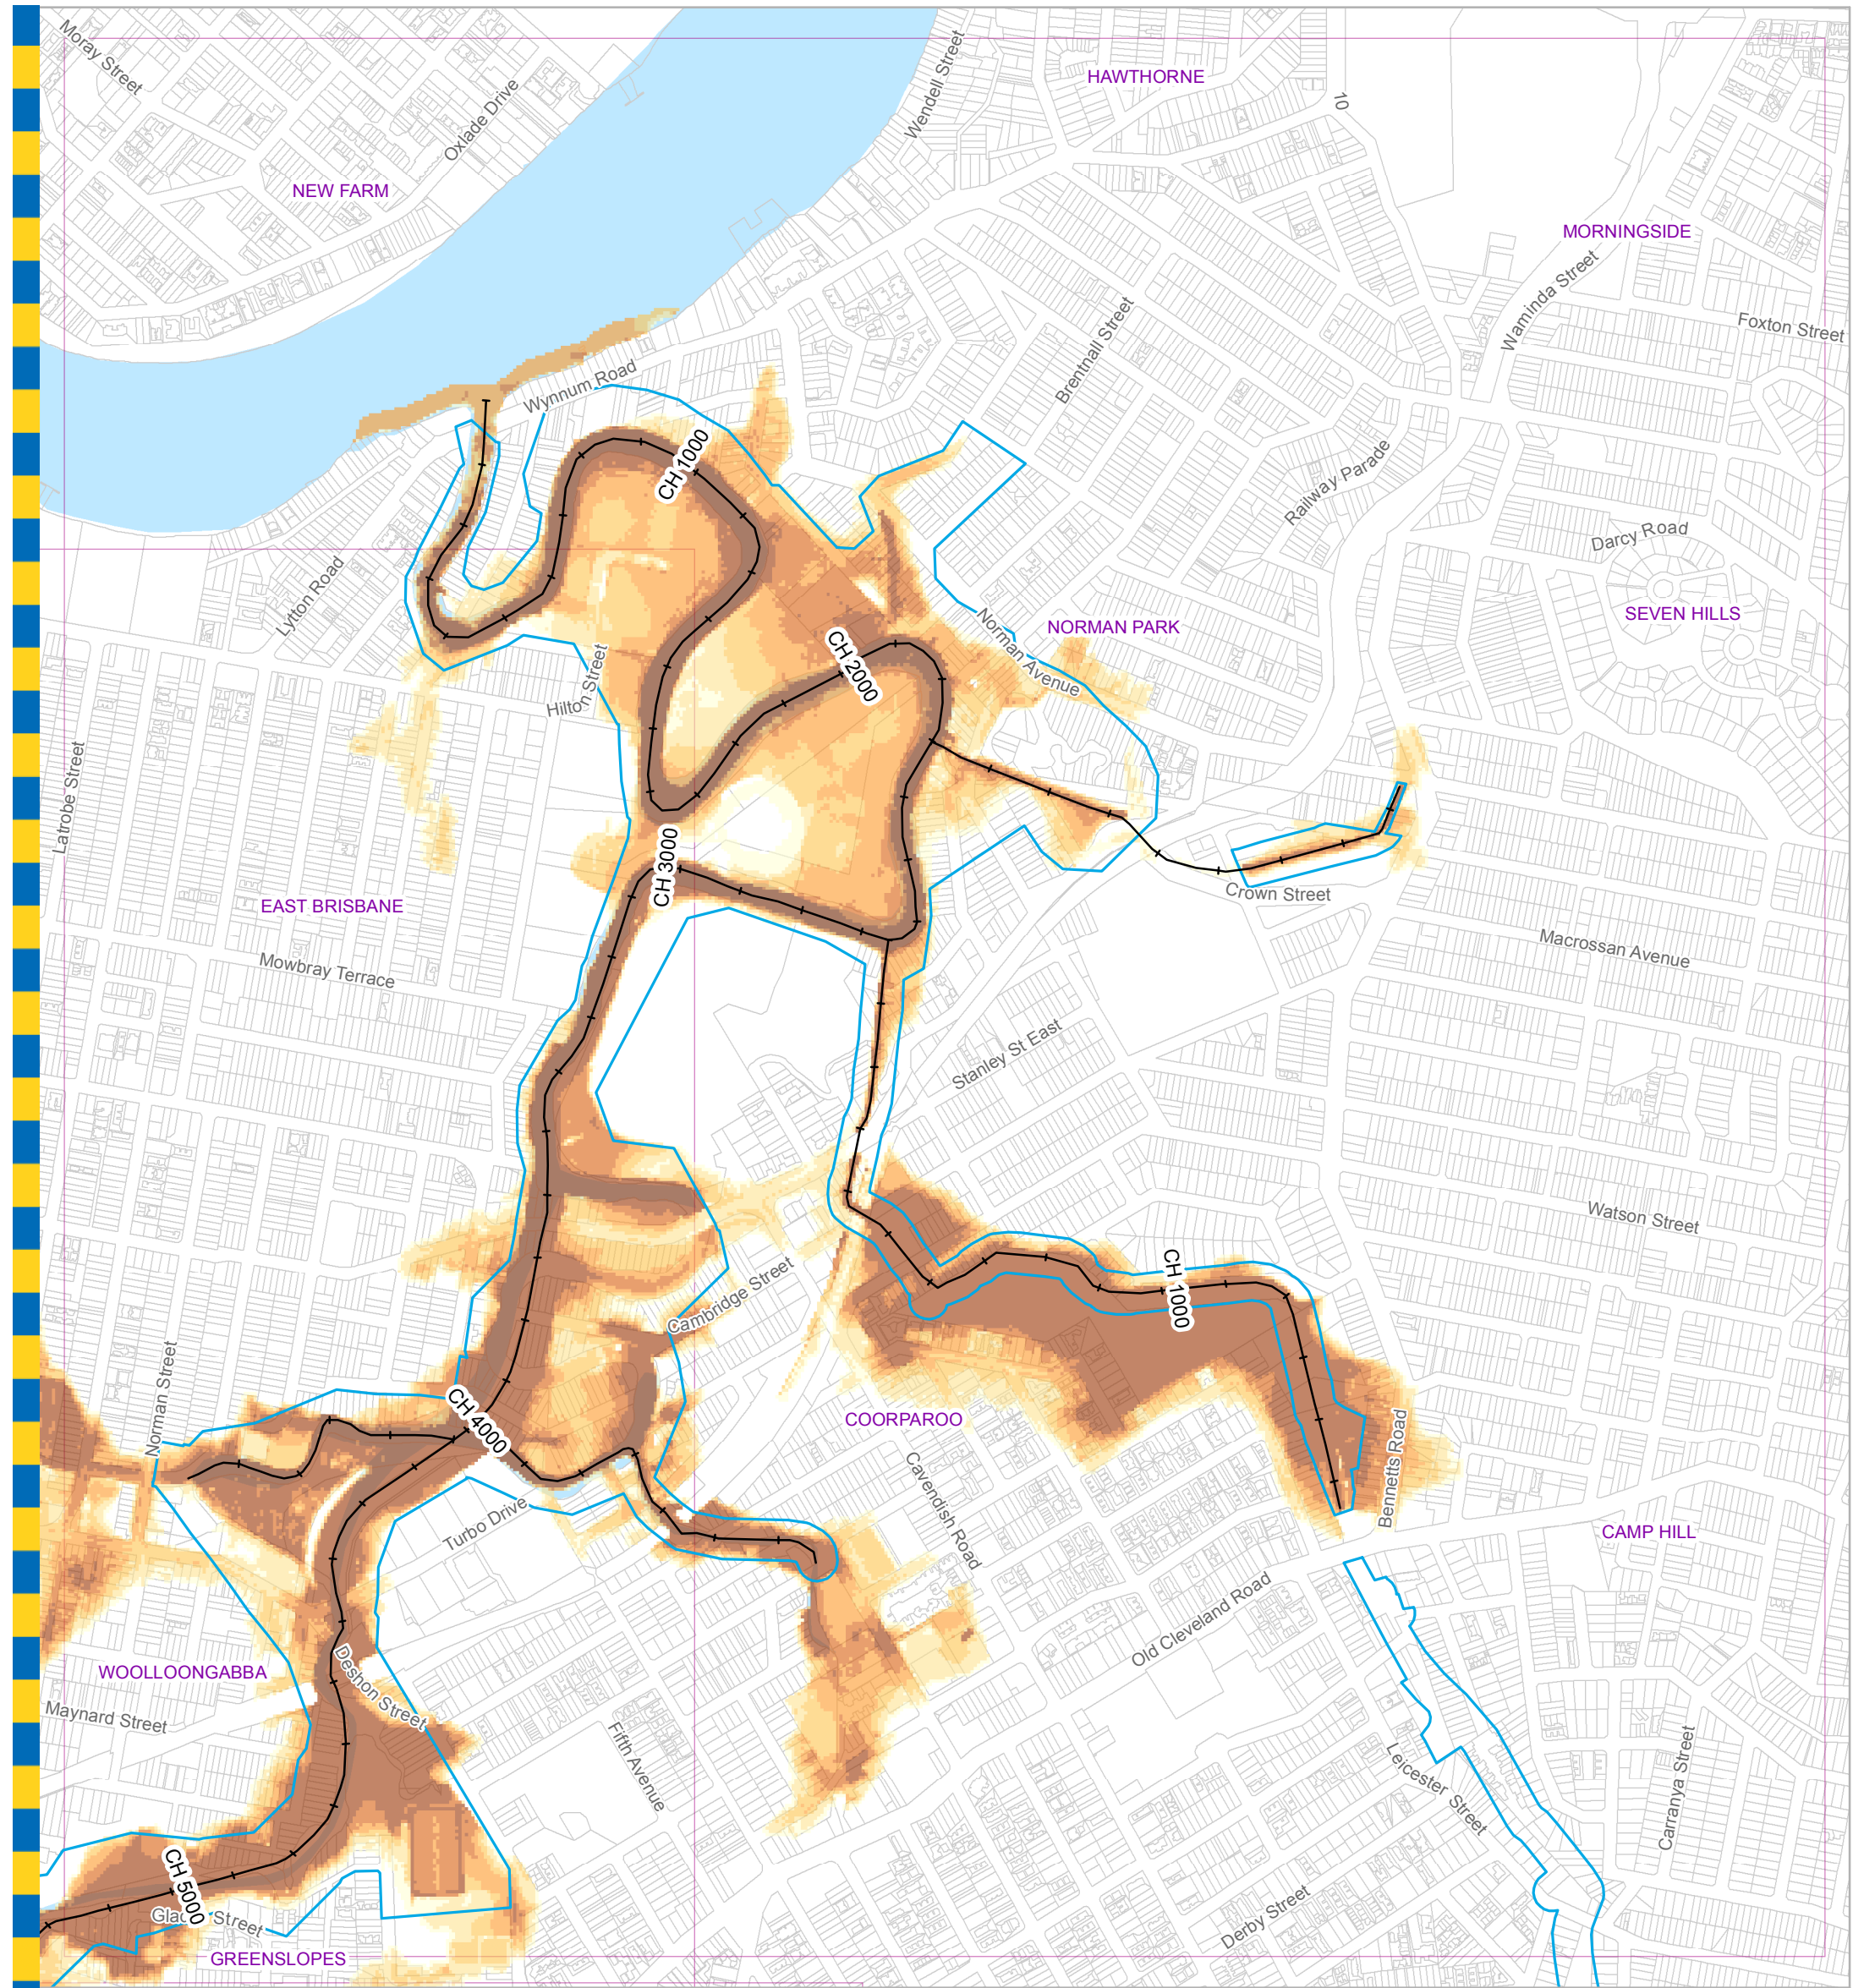 Moray Street
Oxlade Drive
Wendell Street
HAWTHORNE
10
NEW FARM
MORNINGSIDE
Waminda Street
Foxton Street
Brentnall Street
Wynnum Road
CH 1000
Railway Parade
Darcy Road
Lytton Road
SEVEN HILLS
Norman Avenue
NORMAN PARK
CH 2000
Hilton Street
Latrobe Street
CH 3000
Crown Street
EAST BRISBANE
Macrossan Avenue
Mowbray Terrace
Stanley St East
Watson Street
Cambridge Street
CH 1000
Norman Street
CH 4000
COORPAROO
Bennetts Road
Cavendish Road
Turbo Drive
CAMP HILL
Old Cleveland Road
WOOLLOONGABBA
Deshon Street
Maynard Street
Fifth Avenue
Leicester Street
Carranya Street
CH 5000
Street
Derby Street
GREENSLOPES